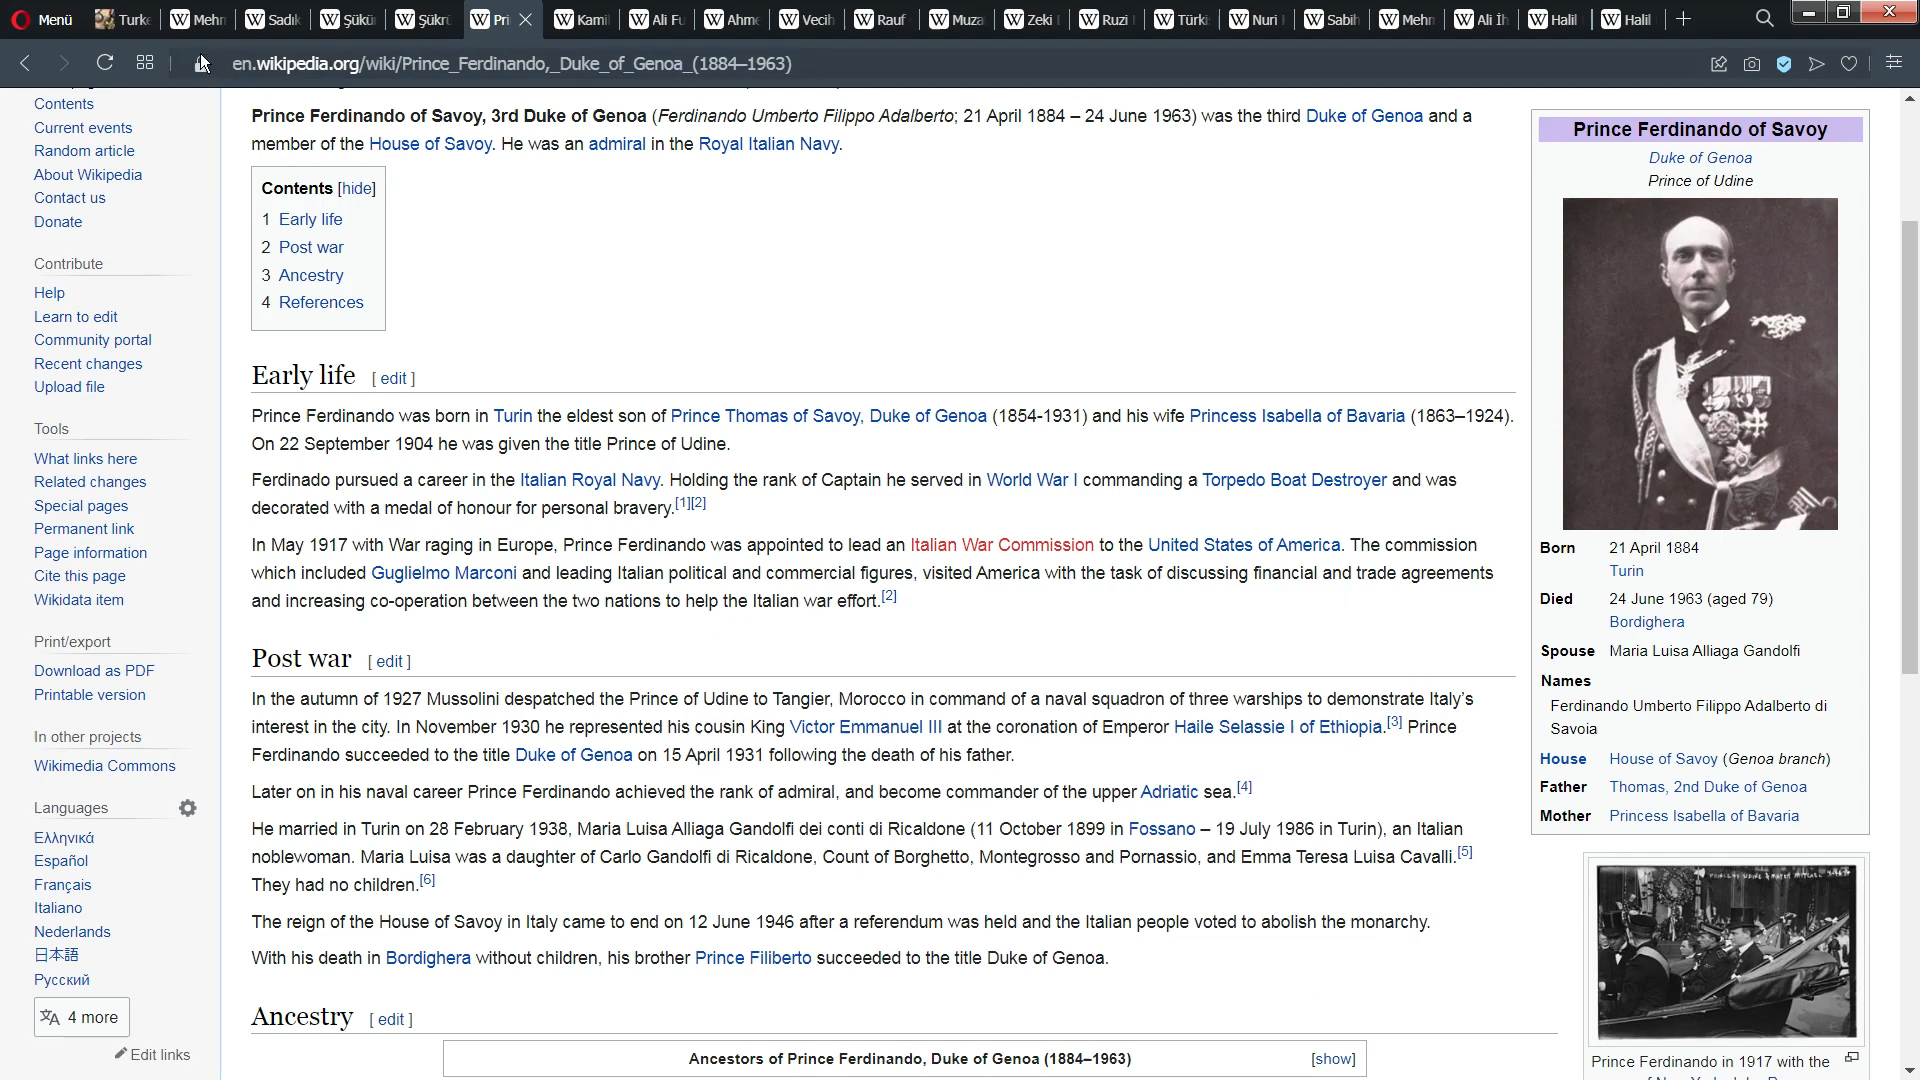 Menü Turke Mehm Sadık Şükü Şükrü Pri Kamil Ali Fu Ahme Vecih Rauf Muza Zeki Ruzi Türki Nuri Sabih Mehm Ali İh Halil Halil
en.wikipedia.org/wiki/Prince_Ferdinando,_Duke_of_Genoa_(1884–1963)
Contents
Current events
Random article
About Wikipedia
Contact us
Donate
Contribute
Help
Learn to edit
Community portal
Recent changes
Upload file
Tools
What links here
Related changes
Special pages
Permanent link
Page information
Cite this page
Wikidata item
Print/export
Download as PDF
Printable version
In other projects
Wikimedia Commons
Languages
Ελληνικά
Español
Français
Italiano
Nederlands
日本語
Русский
4 more
Edit links
Prince Ferdinando of Savoy, 3rd Duke of Genoa (Ferdinando Umberto Filippo Adalberto; 21 April 1884 – 24 June 1963) was the third Duke of Genoa and a
member of the House of Savoy. He was an admiral in the Royal Italian Navy.
Contents [hide]
1 Early life
2 Post war
3 Ancestry
4 References
Early life [ edit ]
Prince Ferdinando was born in Turin the eldest son of Prince Thomas of Savoy, Duke of Genoa (1854-1931) and his wife Princess Isabella of Bavaria (1863–1924).
On 22 September 1904 he was given the title Prince of Udine.
Ferdinado pursued a career in the Italian Royal Navy. Holding the rank of Captain he served in World War I commanding a Torpedo Boat Destroyer and was
decorated with a medal of honour for personal bravery.[1][2]
In May 1917 with War raging in Europe, Prince Ferdinando was appointed to lead an Italian War Commission to the United States of America. The commission
which included Guglielmo Marconi and leading Italian political and commercial figures, visited America with the task of discussing financial and trade agreements
and increasing co-operation between the two nations to help the Italian war effort.[2]
Post war [ edit ]
In the autumn of 1927 Mussolini despatched the Prince of Udine to Tangier, Morocco in command of a naval squadron of three warships to demonstrate Italy's
interest in the city. In November 1930 he represented his cousin King Victor Emmanuel III at the coronation of Emperor Haile Selassie I of Ethiopia.[3] Prince
Ferdinando succeeded to the title Duke of Genoa on 15 April 1931 following the death of his father.
Later on in his naval career Prince Ferdinando achieved the rank of admiral, and become commander of the upper Adriatic sea.[4]
He married in Turin on 28 February 1938, Maria Luisa Alliaga Gandolfi dei conti di Ricaldone (11 October 1899 in Fossano – 19 July 1986 in Turin), an Italian
noblewoman. Maria Luisa was a daughter of Carlo Gandolfi di Ricaldone, Count of Borghetto, Montegrosso and Pornassio, and Emma Teresa Luisa Cavalli.[5]
They had no children.[6]
The reign of the House of Savoy in Italy came to end on 12 June 1946 after a referendum was held and the Italian people voted to abolish the monarchy.
With his death in Bordighera without children, his brother Prince Filiberto succeeded to the title Duke of Genoa.
Ancestry [ edit ]
Ancestors of Prince Ferdinando, Duke of Genoa (1884–1963) [show]
Prince Ferdinando of Savoy
Duke of Genoa
Prince of Udine
Born 21 April 1884
Turin
Died 24 June 1963 (aged 79)
Bordighera
Spouse Maria Luisa Alliaga Gandolfi
Names
Ferdinando Umberto Filippo Adalberto di
Savoia
House House of Savoy (Genoa branch)
Father Thomas, 2nd Duke of Genoa
Mother Princess Isabella of Bavaria
Prince Ferdinando in 1917 with the